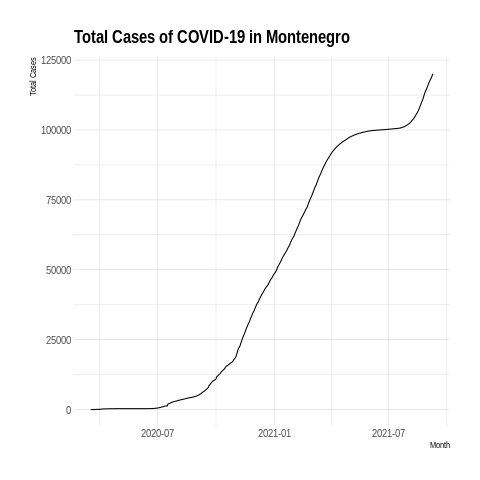 Total Cases of COVID-19 in Montenegro
Total Cases
125000
100000
75000
50000
25000
0
2020-07 2021-01 2021-07
Month